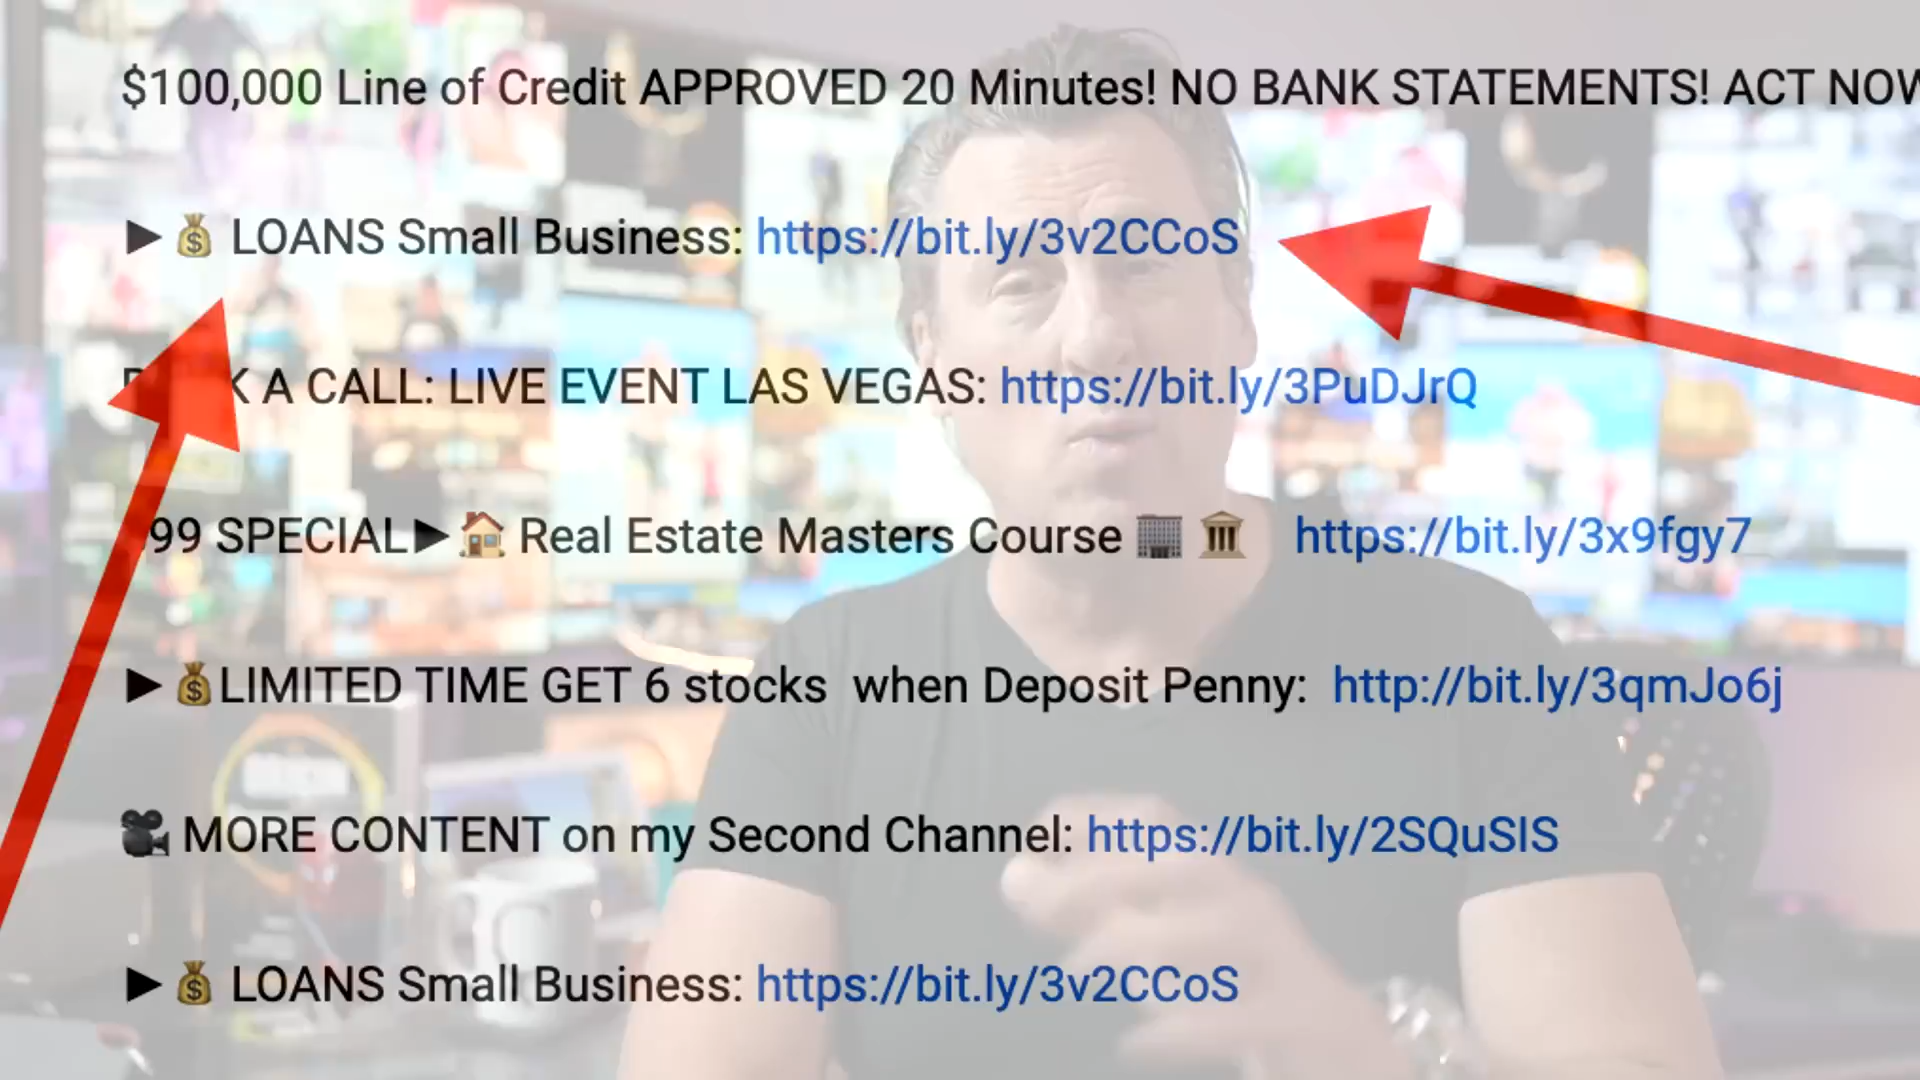 $100,000 Line of Credit APPROVED 20 Minutes! NO BANK STATEMENTS! ACT NOW
▶💰 LOANS Small Business: https://bit.ly/3v2CCoS
A CALL: LIVE EVENT LAS VEGAS: https://bit.ly/3PuDJrQ
99 SPECIAL▶🏠 Real Estate Masters Course 🏢 🏛 https://bit.ly/3x9fgy7
▶💰LIMITED TIME GET 6 stocks when Deposit Penny: http://bit.ly/3qmJo6j
🎥 MORE CONTENT on my Second Channel: https://bit.ly/2SQuSIS
▶💰 LOANS Small Business: https://bit.ly/3v2CCoS